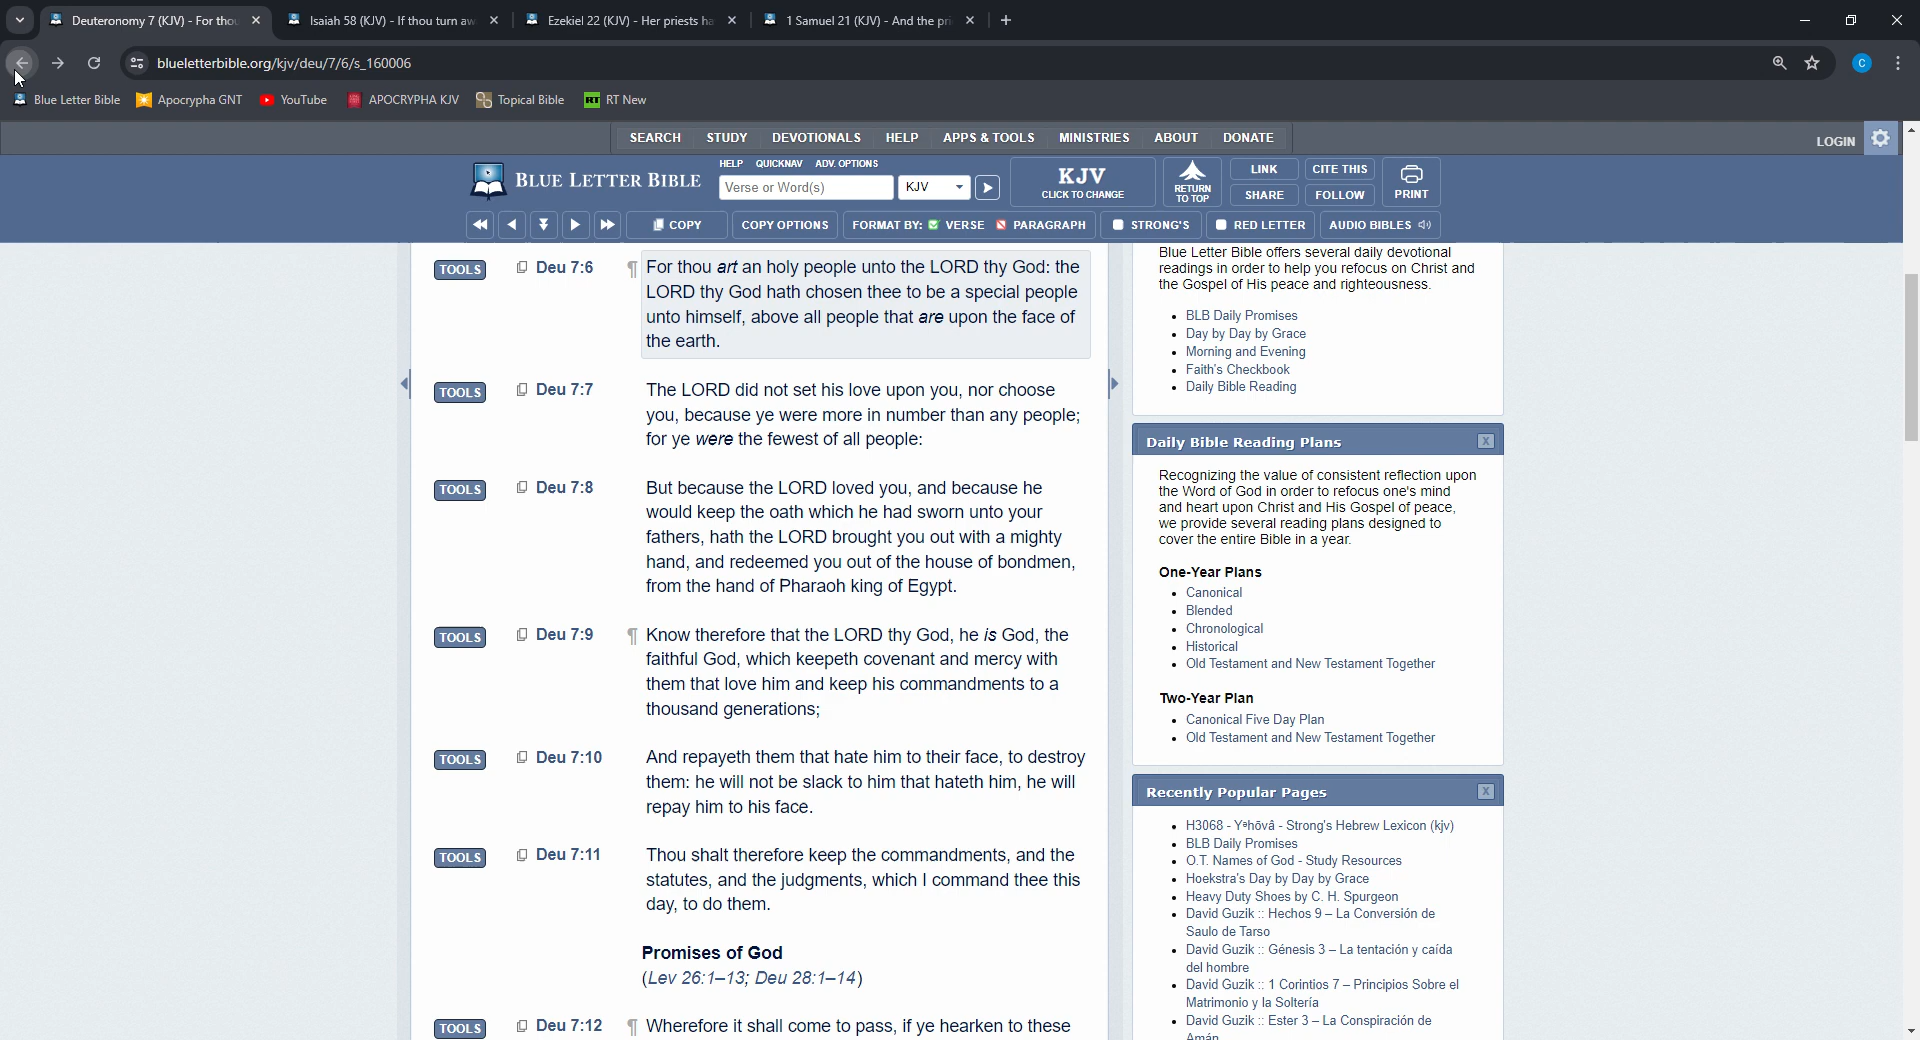 Deuteronomy 7 (KJV) - For thou
Isaiah 58 (KJV) - If thou turn aw
Ezekiel 22 (KJV) - Her priests ha
1 Samuel 21 (KJV) - And the pri
blueletterbible.org/kjv/deu/7/6/s_160006
C
Blue Letter Bible
Apocrypha GNT
YouTube
APOCRYPHA KJV
Topical Bible
RT
RT New
SEARCH STUDY DEVOTIONALS HELP APPS & TOOLS MINISTRIES ABOUT DONATE
LOGIN
BLUE LETTER BIBLE
HELP QUICKNAV ADV. OPTIONS
Verse or Word(s)
KJV
KJV
CLICK TO CHANGE
RETURN
TO TOP
LINK
CITE THIS
SHARE
FOLLOW
PRINT
COPY
COPY OPTIONS
FORMAT BY: VERSE PARAGRAPH
STRONG'S
RED LETTER
AUDIO BIBLES
TOOLS Deu 7:6 ¶ For thou art an holy people unto the LORD thy God: the
LORD thy God hath chosen thee to be a special people
unto himself, above all people that are upon the face of
the earth.
TOOLS Deu 7:7 The LORD did not set his love upon you, nor choose
you, because ye were more in number than any people;
for ye were the fewest of all people:
TOOLS Deu 7:8 But because the LORD loved you, and because he
would keep the oath which he had sworn unto your
fathers, hath the LORD brought you out with a mighty
hand, and redeemed you out of the house of bondmen,
from the hand of Pharaoh king of Egypt.
TOOLS Deu 7:9 ¶ Know therefore that the LORD thy God, he is God, the
faithful God, which keepeth covenant and mercy with
them that love him and keep his commandments to a
thousand generations;
TOOLS Deu 7:10 And repayeth them that hate him to their face, to destroy
them: he will not be slack to him that hateth him, he will
repay him to his face.
TOOLS Deu 7:11 Thou shalt therefore keep the commandments, and the
statutes, and the judgments, which I command thee this
day, to do them.
Promises of God
(Lev 26:1–13; Deu 28:1–14)
TOOLS Deu 7:12 ¶ Wherefore it shall come to pass, if ye hearken to these
Blue Letter Bible offers several daily devotional
readings in order to help you refocus on Christ and
the Gospel of His peace and righteousness.
• BLB Daily Promises
• Day by Day by Grace
• Morning and Evening
• Faith's Checkbook
• Daily Bible Reading
Daily Bible Reading Plans X
Recognizing the value of consistent reflection upon
the Word of God in order to refocus one's mind
and heart upon Christ and His Gospel of peace,
we provide several reading plans designed to
cover the entire Bible in a year.
One-Year Plans
• Canonical
• Blended
• Chronological
• Historical
• Old Testament and New Testament Together
Two-Year Plan
• Canonical Five Day Plan
• Old Testament and New Testament Together
Recently Popular Pages X
• H3068 - Yᵊhōvâ - Strong's Hebrew Lexicon (kjv)
• BLB Daily Promises
• O.T. Names of God - Study Resources
• Hoekstra's Day by Day by Grace
• Heavy Duty Shoes by C. H. Spurgeon
• David Guzik :: Hechos 9 – La Conversión de
Saulo de Tarso
• David Guzik :: Génesis 3 – La tentación y caída
del hombre
• David Guzik :: 1 Corintios 7 – Principios Sobre el
Matrimonio y la Soltería
• David Guzik :: Ester 3 – La Conspiración de
Amán